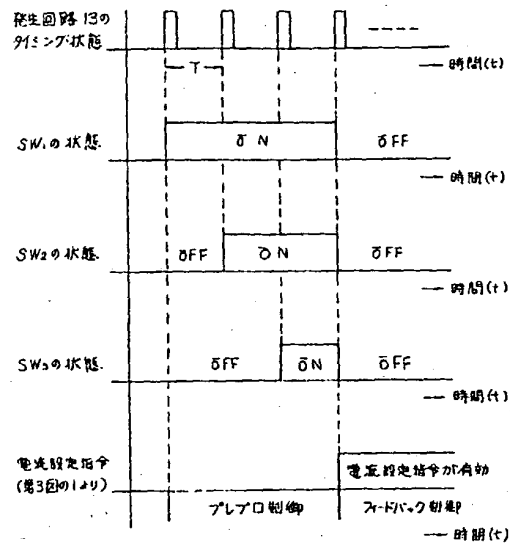 発生回路 13の
タイミング状態
T
時間(t)
SW₁の状態.
ON
OFF
時間(t)
SW₂の状態.
OFF
ON
OFF
時間(t)
SW₃の状態.
OFF
ON
OFF
時間(t)
電流設定指令
(第3図の1より)
電流設定指令が有効
プレプロ制御
フィードバック制御
時間(t)